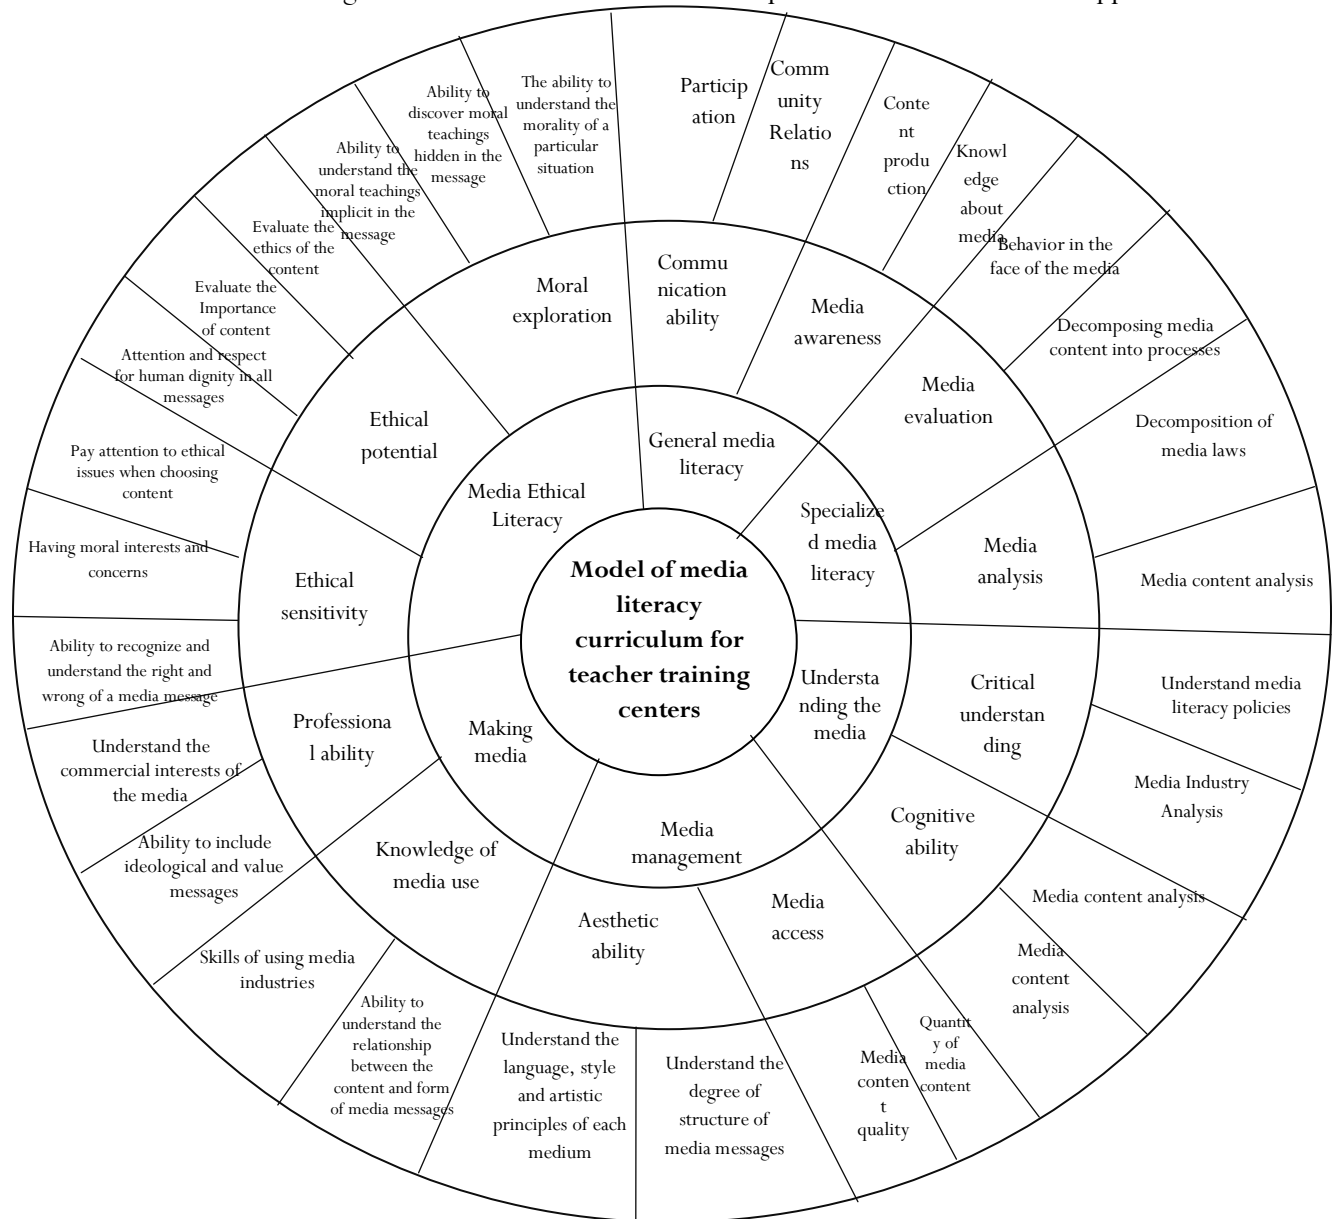 Model of media
literacy
curriculum for
teacher training
centers
General media
literacy
Specialize
d media
literacy
Understa
nding the
media
Media
management
Making
media
Media Ethical
Literacy
Commu
nication
ability
Media
awareness
Media
evaluation
Media
analysis
Critical
understan
ding
Cognitive
ability
Media
access
Aesthetic
ability
Knowledge of
media use
Professiona
l ability
Ethical
sensitivity
Ethical
potential
Moral
exploration
Particip
ation
Comm
unity
Relatio
ns
Conte
nt
produ
ction
Knowl
edge
about
media
Behavior in the
face of the media
Decomposing media
content into processes
Decomposition of
media laws
Media content analysis
Understand media
literacy policies
Media Industry
Analysis
Media content analysis
Media
content
analysis
Quantit
y of
media
content
Media
conten
t
quality
Understand the
degree of
structure of
media messages
Understand the
language, style
and artistic
principles of each
medium
Ability to
understand the
relationship
between the
content and form
of media messages
Skills of using media
industries
Ability to include
ideological and value
messages
Understand the
commercial interests of
the media
Ability to recognize and
understand the right and
wrong of a media message
Having moral interests and
concerns
Pay attention to ethical
issues when choosing
content
Attention and respect
for human dignity in all
messages
Evaluate the
Importance
of content
Evaluate the
ethics of the
content
Ability to
understand the
moral teachings
implicit in the
message
Ability to
discover moral
teachings
hidden in the
message
The ability to
understand the
morality of a
particular
situation